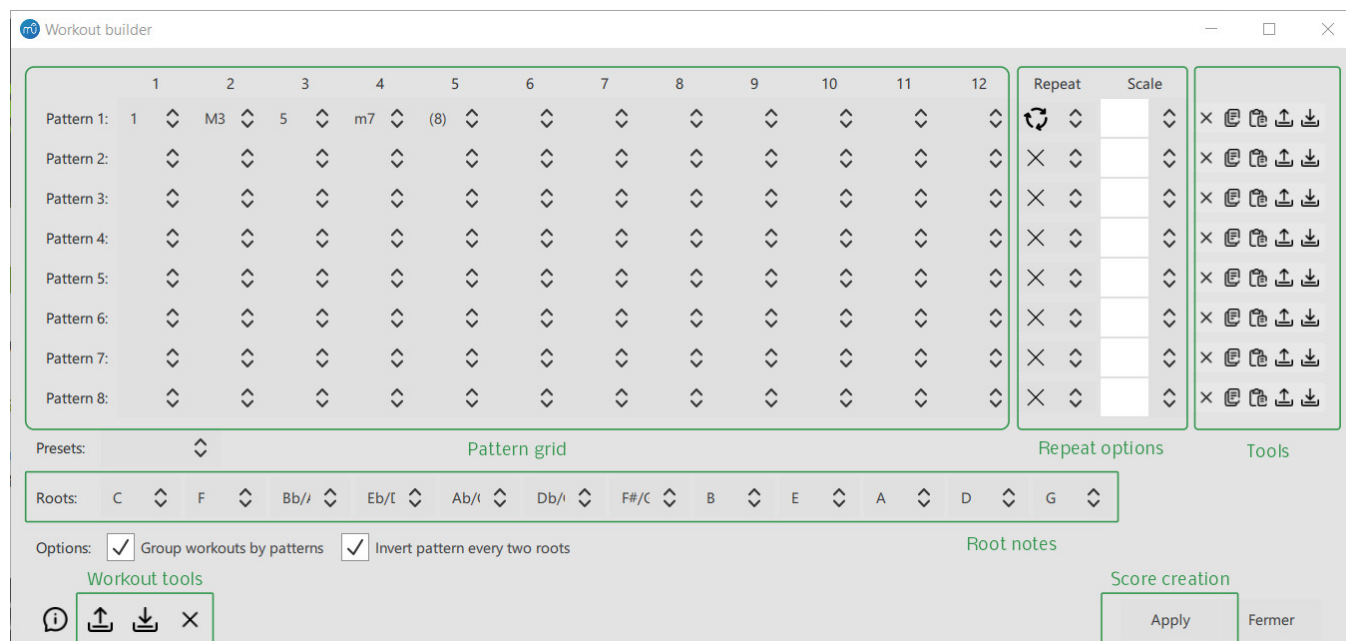 Workout builder
1 2 3 4 5 6 7 8 9 10 11 12 Repeat Scale
Pattern 1: 1 M3 5 m7 (8)
Pattern 2:
Pattern 3:
Pattern 4:
Pattern 5:
Pattern 6:
Pattern 7:
Pattern 8:
Presets: Pattern grid Repeat options Tools
Roots: C F Bb/ Eb/ Ab/ Db/ F#/ B E A D G
Options: Group workouts by patterns Invert pattern every two roots Root notes
Workout tools Score creation
Apply Fermer